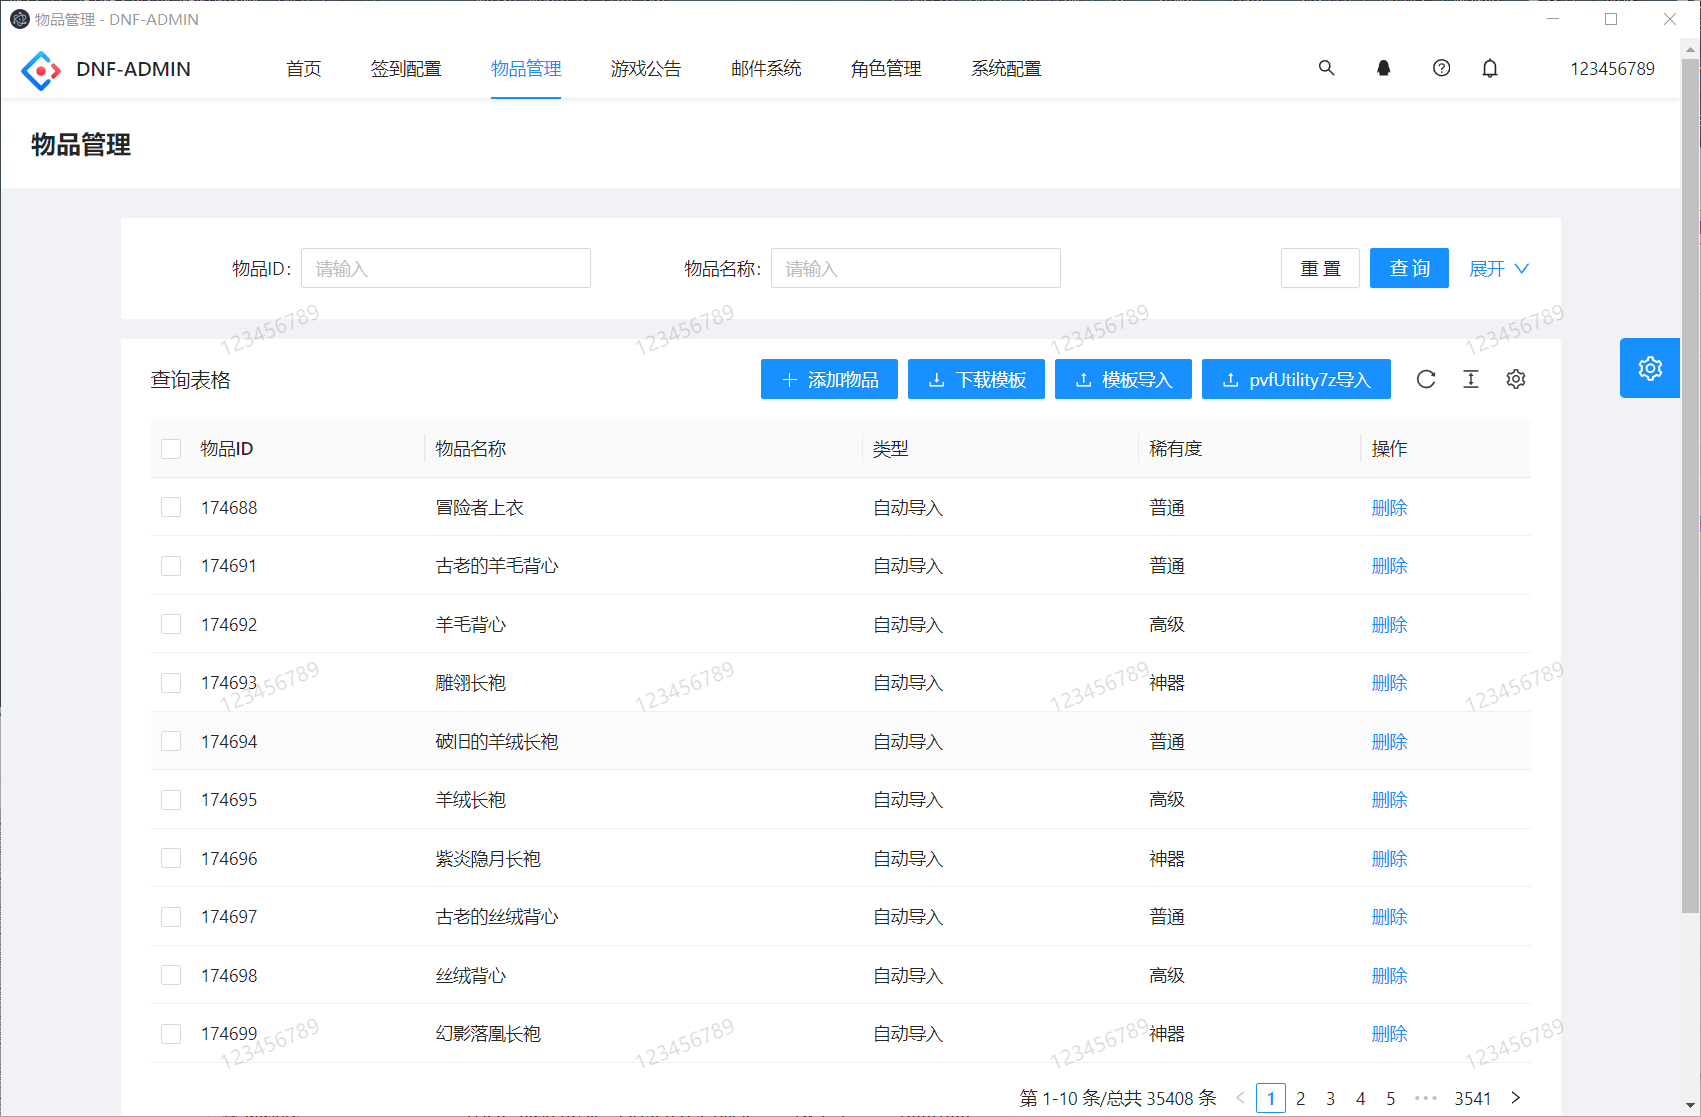 物品管理 - DNF-ADMIN
DNF-ADMIN 首页 签到配置 物品管理 游戏公告 邮件系统 角色管理 系统配置 123456789
物品管理
物品ID: 请输入 物品名称: 请输入 重 置 查 询 展开
123456789 123456789 123456789 123456789
查询表格 添加物品 下载模板 模板导入 pvfUtility7z导入
物品ID 物品名称 类型 稀有度 操作
174688 冒险者上衣 自动导入 普通 删除
174691 古老的羊毛背心 自动导入 普通 删除
174692 羊毛背心 自动导入 高级 删除
174693 雕翎长袍 自动导入 神器 删除
123456789 123456789 123456789 123456789
174694 破旧的羊绒长袍 自动导入 普通 删除
174695 羊绒长袍 自动导入 高级 删除
174696 紫炎隐月长袍 自动导入 神器 删除
174697 古老的丝绒背心 自动导入 普通 删除
174698 丝绒背心 自动导入 高级 删除
174699 幻影落凰长袍 自动导入 神器 删除
123456789 123456789 123456789 123456789
第 1-10 条/总共 35408 条 < 1 2 3 4 5 ••• 3541 >